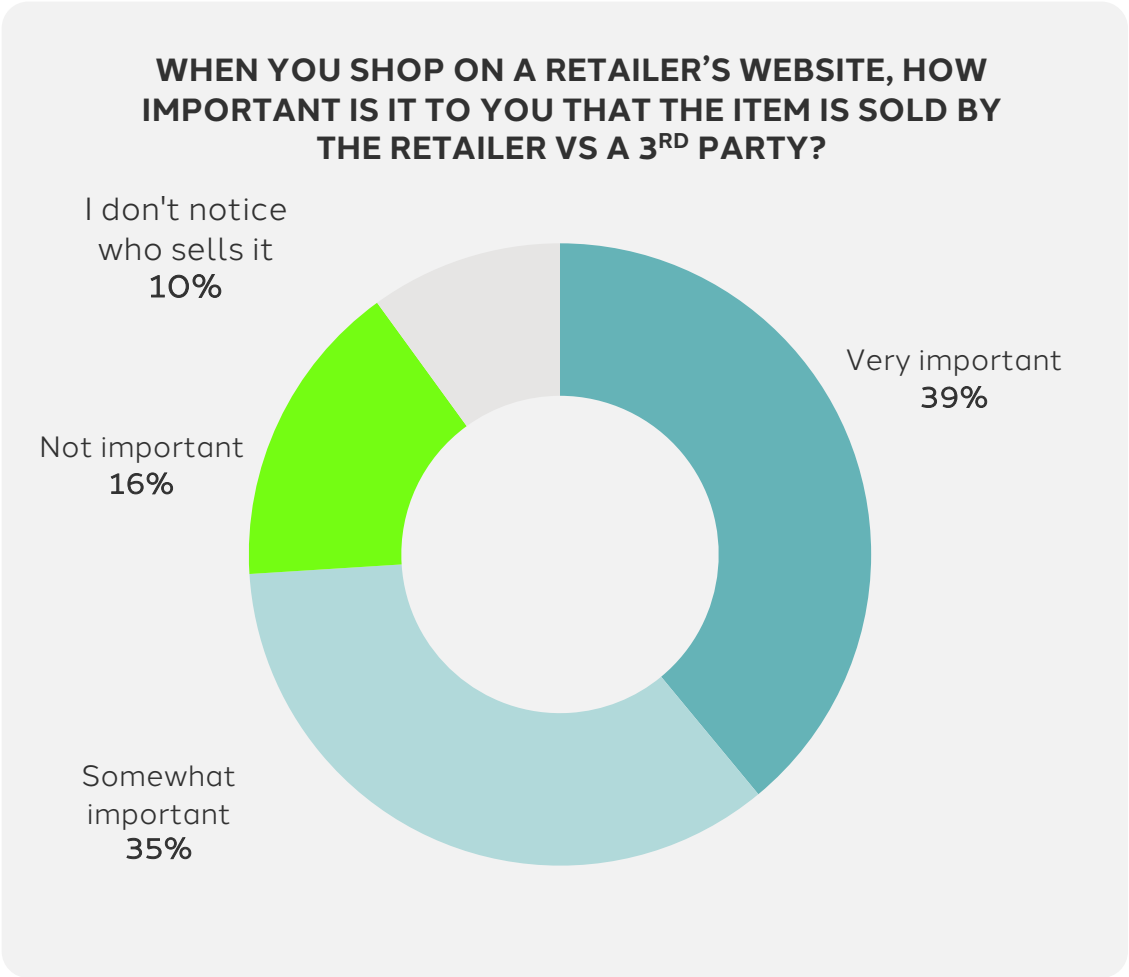 WHEN YOU SHOP ON A RETAILER’S WEBSITE, HOW
IMPORTANT IS IT TO YOU THAT THE ITEM IS SOLD BY
THE RETAILER VS A 3RD PARTY?
I don't notice
who sells it
10%
Very important
39%
Not important
16%
Somewhat
important
35%